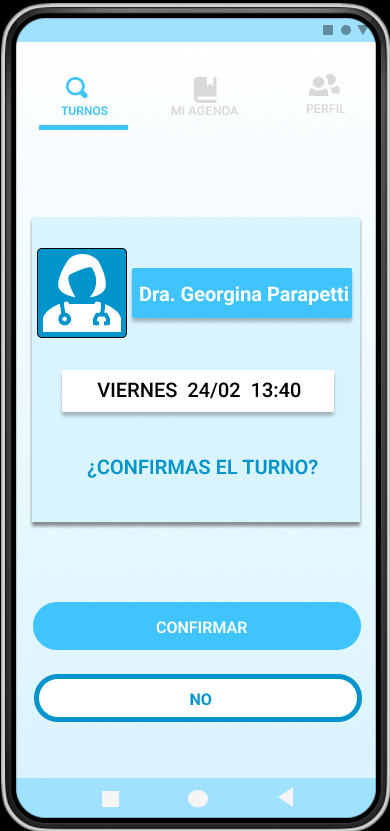 TURNOS
MI AGENDA
PERFIL
Dra. Georgina Parapetti
VIERNES 24/02 13:40
¿CONFIRMAS EL TURNO?
CONFIRMAR
NO